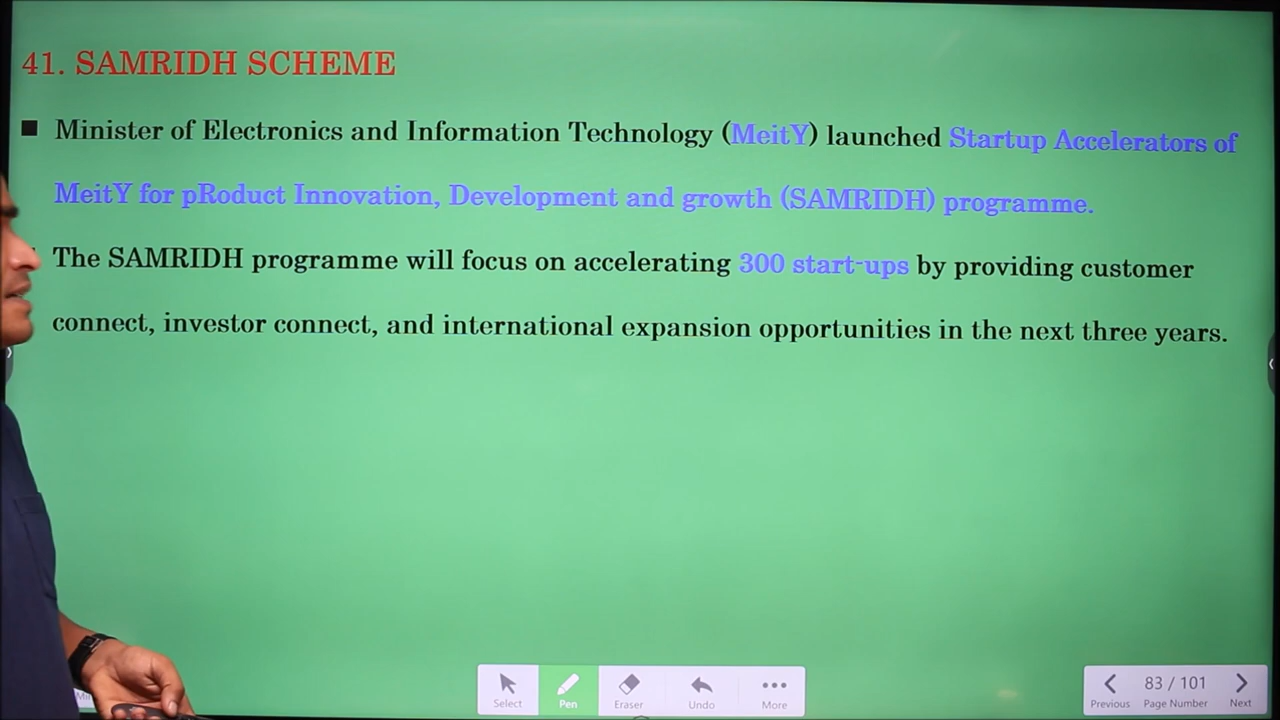 41. SAMRIDH SCHEME
Minister of Electronics and Information Technology (MeitY) launched Startup Accelerators of
MeitY for pRoduct Innovation, Development and growth (SAMRIDH) programme.
The SAMRIDH programme will focus on accelerating 300 start-ups by providing customer
connect, investor connect, and international expansion opportunities in the next three years.
Select Pen Eraser Undo More
83 / 101
Previous Page Number Next